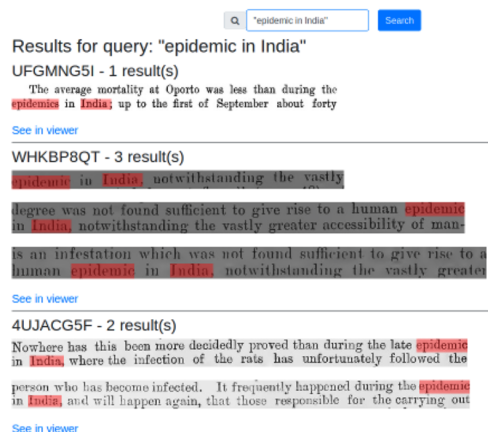 "epidemic in India"
Search
Results for query: "epidemic in India"
UFGMNG5I - 1 result(s)
The average mortality at Oporto was less than during the
epidemics in India; up to the first of September about forty
See in viewer
WHKBP8QT - 3 result(s)
epidemic in India, notwithstanding the vastly
degree was not found sufficient to give rise to a human epidemic
in India, notwithstanding the vastly greater accessibility of man-
is an infestation which was not found sufficient to give rise to a
human epidemic in India, notwithstanding the vastly greater
See in viewer
4UJACG5F - 2 result(s)
Nowhere has this been more decidedly proved than during the late epidemic
in India, where the infection of the rats has unfortunately followed the
person who has become infected. It frequently happened during the epidemic
in India, and will happen again, that those responsible for the carrying out
See in viewer